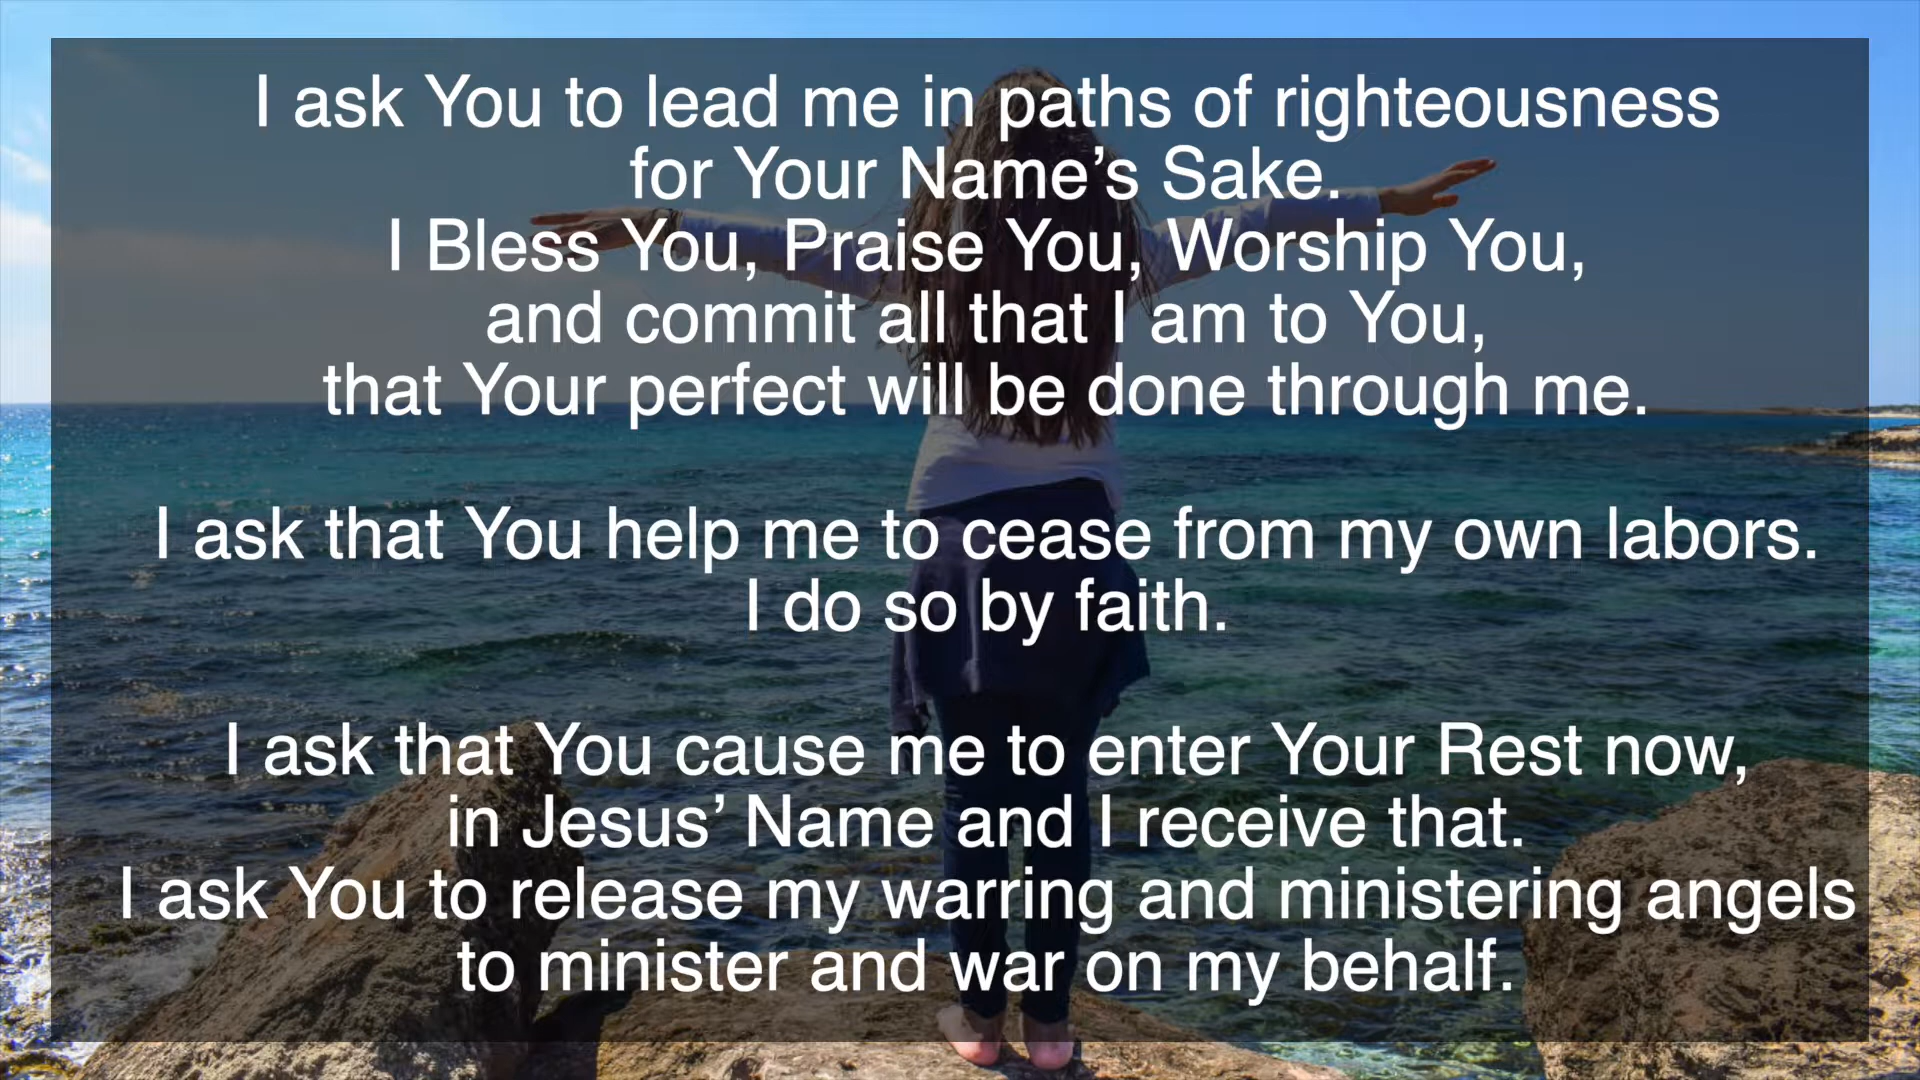 I ask You to lead me in paths of righteousness
for Your Name’s Sake.
I Bless You, Praise You, Worship You,
and commit all that I am to You,
that Your perfect will be done through me.
I ask that You help me to cease from my own labors.
I do so by faith.
I ask that You cause me to enter Your Rest now,
in Jesus’ Name and I receive that.
I ask You to release my warring and ministering angels
to minister and war on my behalf.